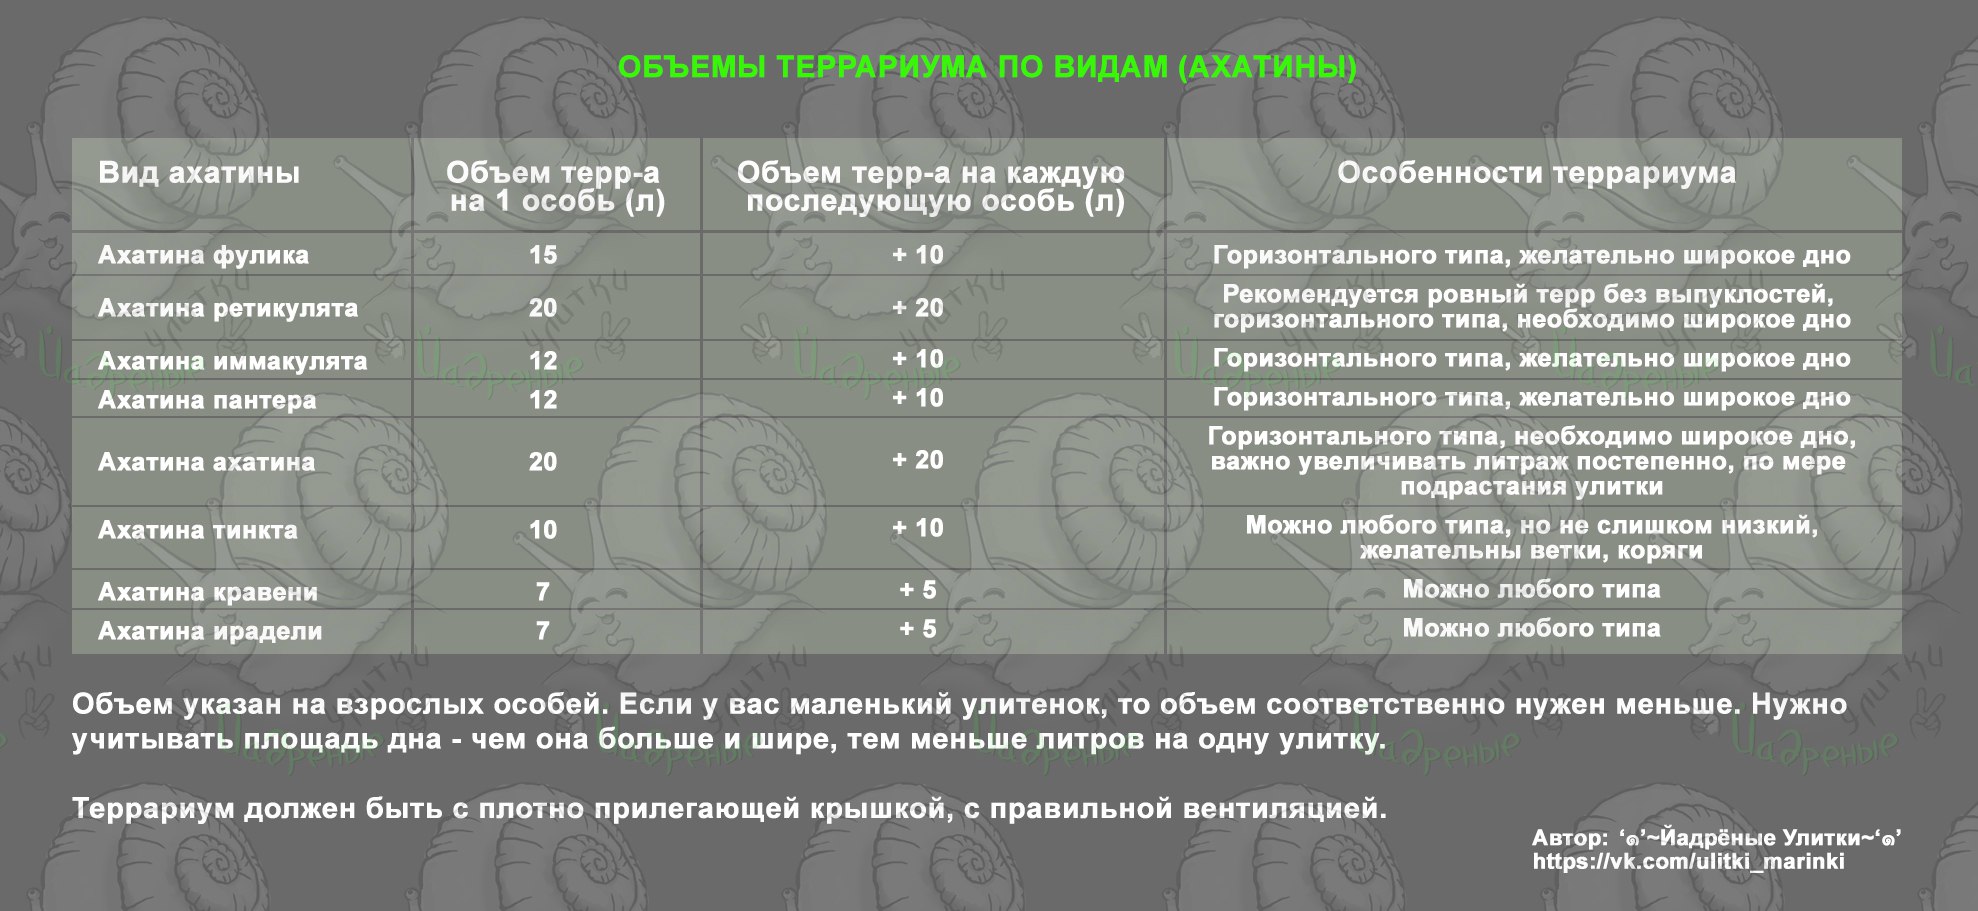 ОБЪЕМЫ ТЕРРАРИУМА ПО ВИДАМ (АХАТИНЫ)
Вид ахатины
Объем терр-а
на 1 особь (л)
Объем терр-а на каждую
последующую особь (л)
Особенности террариума
Ахатина фулика
15
+ 10
Горизонтального типа, желательно широкое дно
Ахатина ретикулята
20
+ 20
Рекомендуется ровный терр без выпуклостей,
горизонтального типа, необходимо широкое дно
Ахатина иммакулята
12
+ 10
Горизонтального типа, желательно широкое дно
Ахатина пантера
12
+ 10
Горизонтального типа, желательно широкое дно
Ахатина ахатина
20
+ 20
Горизонтального типа, необходимо широкое дно,
важно увеличивать литраж постепенно, по мере
подрастания улитки
Ахатина тинкта
10
+ 10
Можно любого типа, но не слишком низкий,
желательны ветки, коряги
Ахатина кравени
7
+ 5
Можно любого типа
Ахатина ирадели
7
+ 5
Можно любого типа
Объем указан на взрослых особей. Если у вас маленький улитенок, то объем соответственно нужен меньше. Нужно
учитывать площадь дна - чем она больше и шире, тем меньше литров на одну улитку.
Террариум должен быть с плотно прилегающей крышкой, с правильной вентиляцией.
Автор: ‘๑’~Йадрёные Улитки~‘๑’
https://vk.com/ulitki_marinki
Йадреные улитки